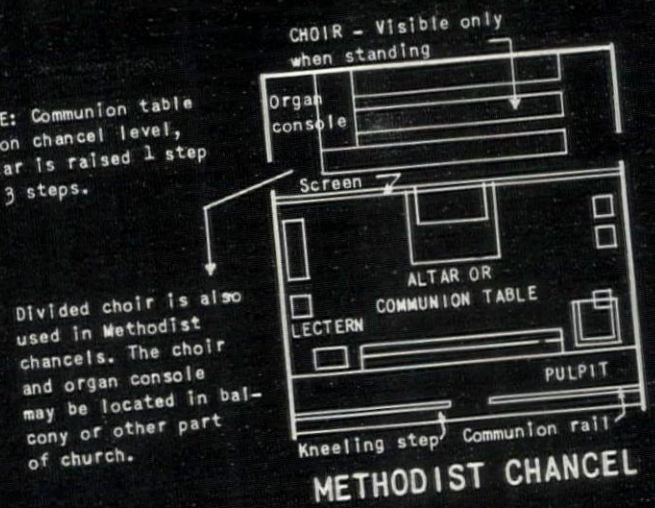 CHOIR - Visible only
when standing
E: Communion table
on chancel level,
ar is raised 1 step
3 steps.
Organ
console
Screen
ALTAR OR
COMMUNION TABLE
Divided choir is also
used in Methodist
chancels. The choir
and organ console
may be located in bal-
cony or other part
of church.
LECTERN
PULPIT
Kneeling step
Communion rail
METHODIST CHANCEL